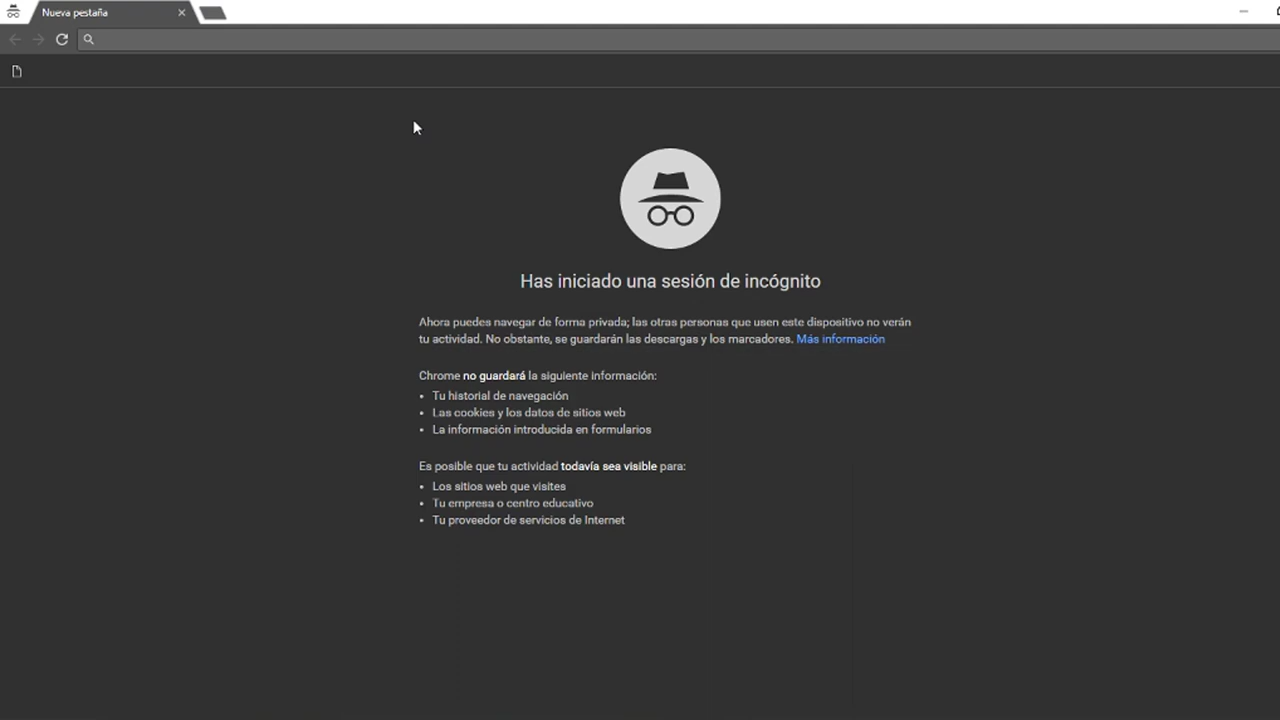 Nueva pestaña
Has iniciado una sesión de incógnito
Ahora puedes navegar de forma privada; las otras personas que usen este dispositivo no verán
tu actividad. No obstante, se guardarán las descargas y los marcadores. Más información
Chrome no guardará la siguiente información:
• Tu historial de navegación
• Las cookies y los datos de sitios web
• La información introducida en formularios
Es posible que tu actividad todavía sea visible para:
• Los sitios web que visites
• Tu empresa o centro educativo
• Tu proveedor de servicios de Internet